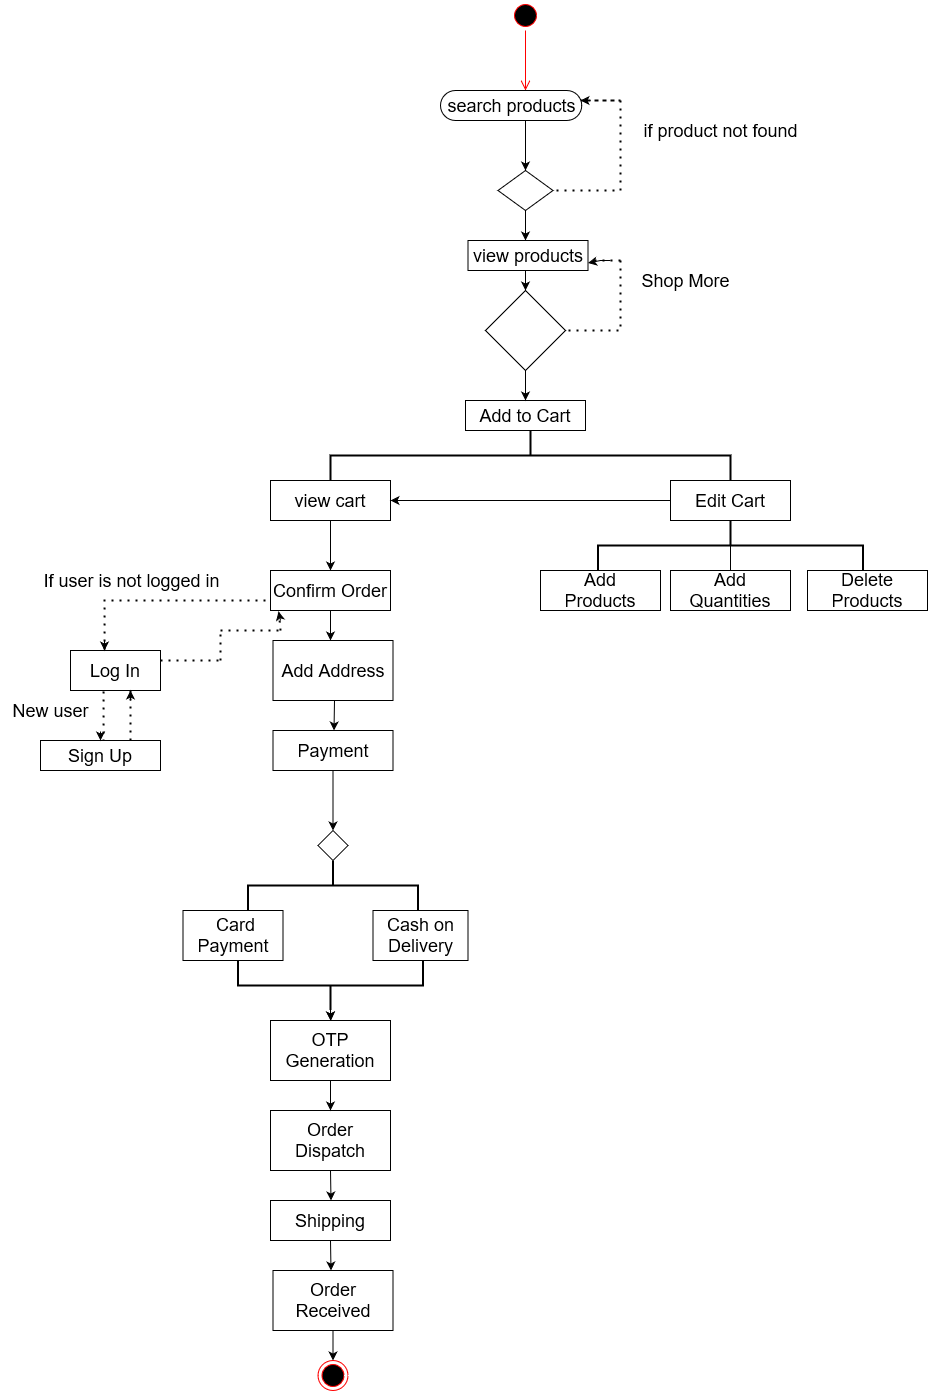 search products
if product not found
view products
Shop More
Add to Cart
view cart
Edit Cart
If user is not logged in
Confirm Order
Add
Products
Add
Quantities
Delete
Products
Log In
Add Address
New user
Sign Up
Payment
Card
Payment
Cash on
Delivery
OTP
Generation
Order
Dispatch
Shipping
Order
Received